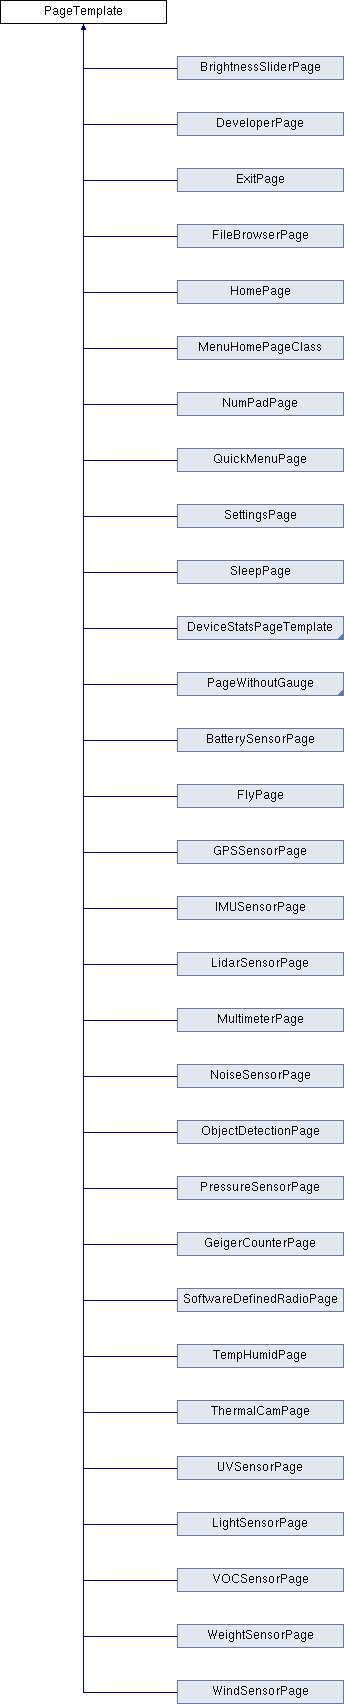 PageTemplate
BrightnessSliderPage
DeveloperPage
ExitPage
FileBrowserPage
HomePage
MenuHomePageClass
NumPadPage
QuickMenuPage
SettingsPage
SleepPage
DeviceStatsPageTemplate
PageWithoutGauge
BatterySensorPage
FlyPage
GPSSensorPage
IMUSensorPage
LidarSensorPage
MultimeterPage
NoiseSensorPage
ObjectDetectionPage
PressureSensorPage
GeigerCounterPage
SoftwareDefinedRadioPage
TempHumidPage
ThermalCamPage
UVSensorPage
LightSensorPage
VOCSensorPage
WeightSensorPage
WindSensorPage